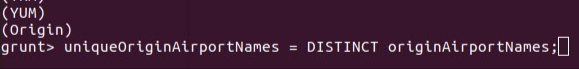 (YUM)
(Origin)
grunt> uniqueOriginAirportNames = DISTINCT originAirportNames;